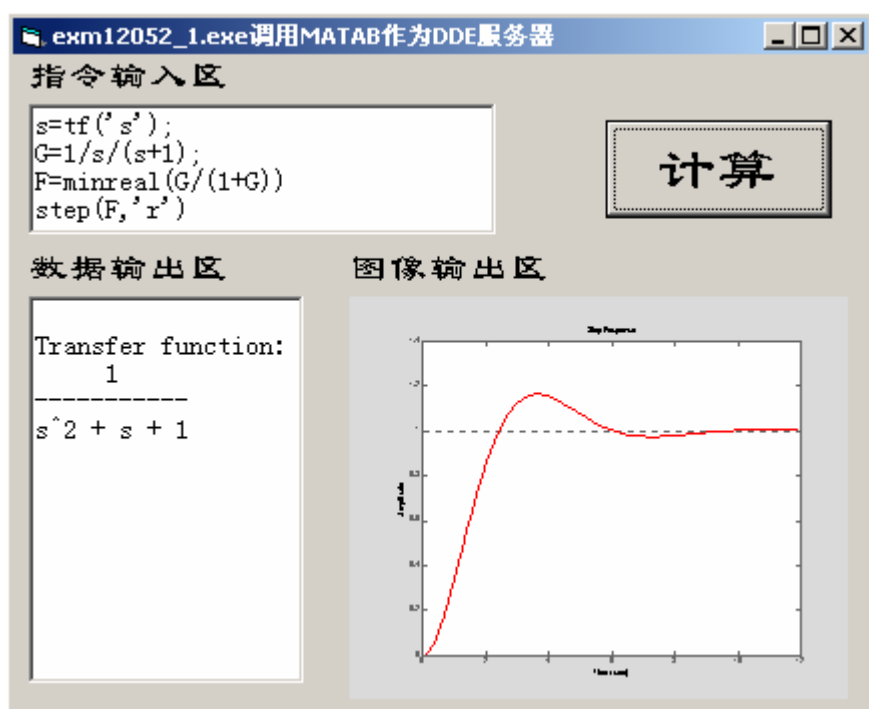 exm12052_1.exe调用MATAB作为DDE服务器
指令输入区
s=tf('s');
G=1/s/(s+1);
F=minreal(G/(1+G))
step(F,'r')
计算
数据输出区
图像输出区
Transfer function:
1
-----------
s^2 + s + 1
Step Response